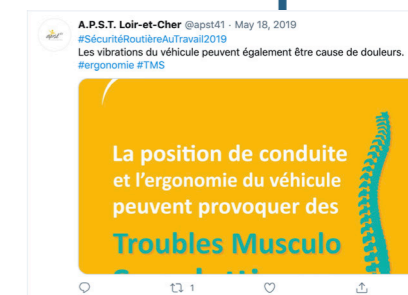 A.P.S.T. Loir-et-Cher @apst41 · May 18, 2019
#SécuritéRoutièreAuTravail2019
Les vibrations du véhicule peuvent également être cause de douleurs.
#ergonomie #TMS
La position de conduite
et l'ergonomie du véhicule
peuvent provoquer des
Troubles Musculo
1